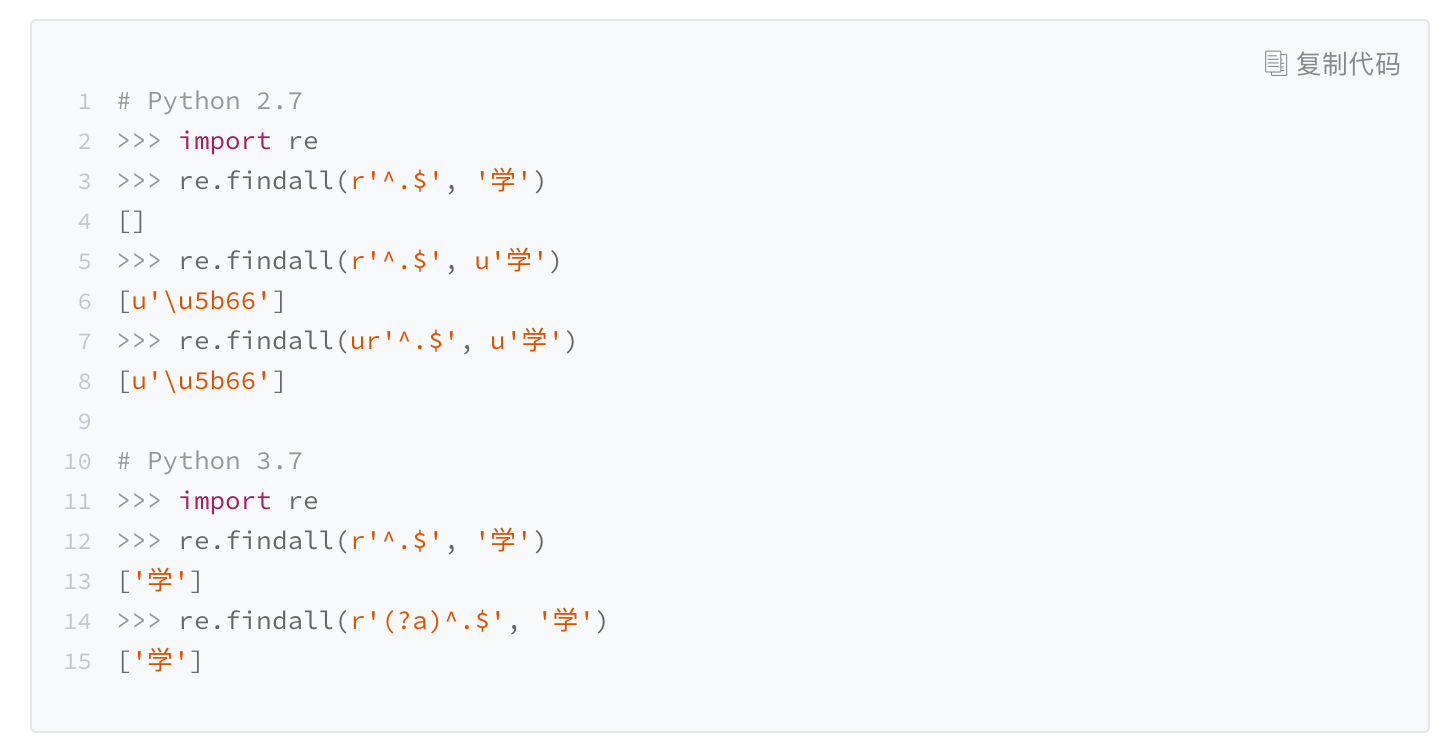 复制代码
1 # Python 2.7
2 >>> import re
3 >>> re.findall(r'^.$', '学')
4 []
5 >>> re.findall(r'^.$', u'学')
6 [u'\u5b66']
7 >>> re.findall(ur'^.$', u'学')
8 [u'\u5b66']
9
10 # Python 3.7
11 >>> import re
12 >>> re.findall(r'^.$', '学')
13 ['学']
14 >>> re.findall(r'(?a)^.$', '学')
15 ['学']